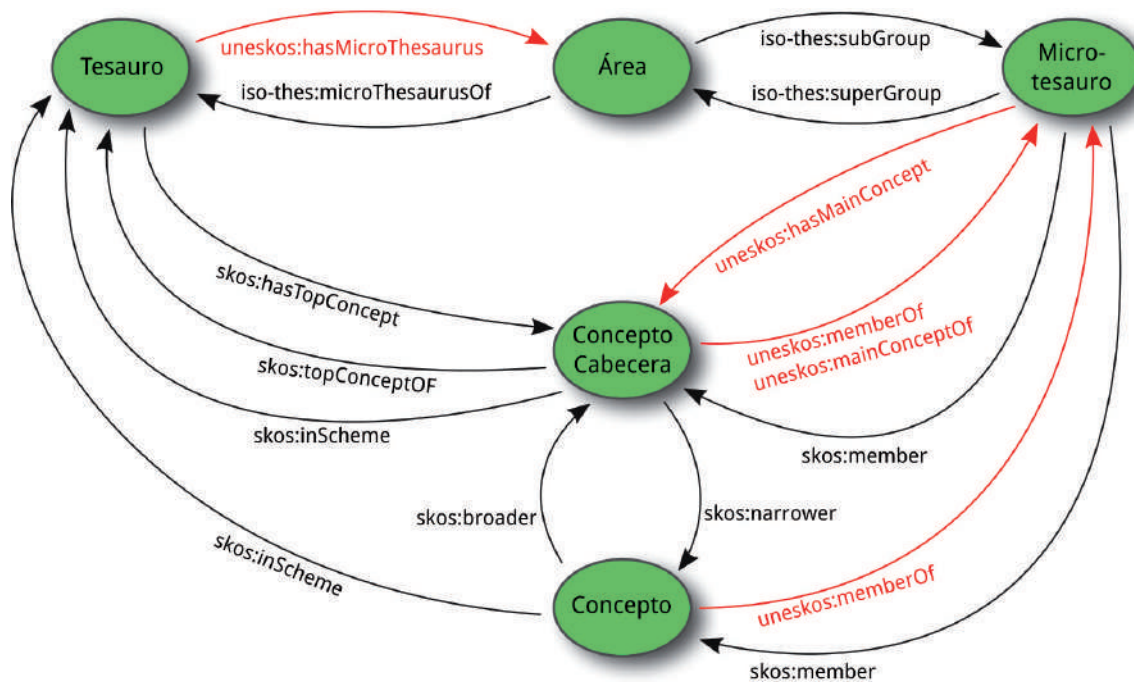 Tesauro
uneskos:hasMicroThesaurus
iso-thes:microThesaurusOf
Área
iso-thes:subGroup
iso-thes:superGroup
Micro-
tesauro
uneskos:hasMainConcept
skos:hasTopConcept
Concepto
Cabecera
uneskos:memberOf
uneskos:mainConceptOf
skos:topConceptOF
skos:inScheme
skos:member
skos:broader
skos:narrower
skos:inScheme
Concepto
uneskos:memberOf
skos:member